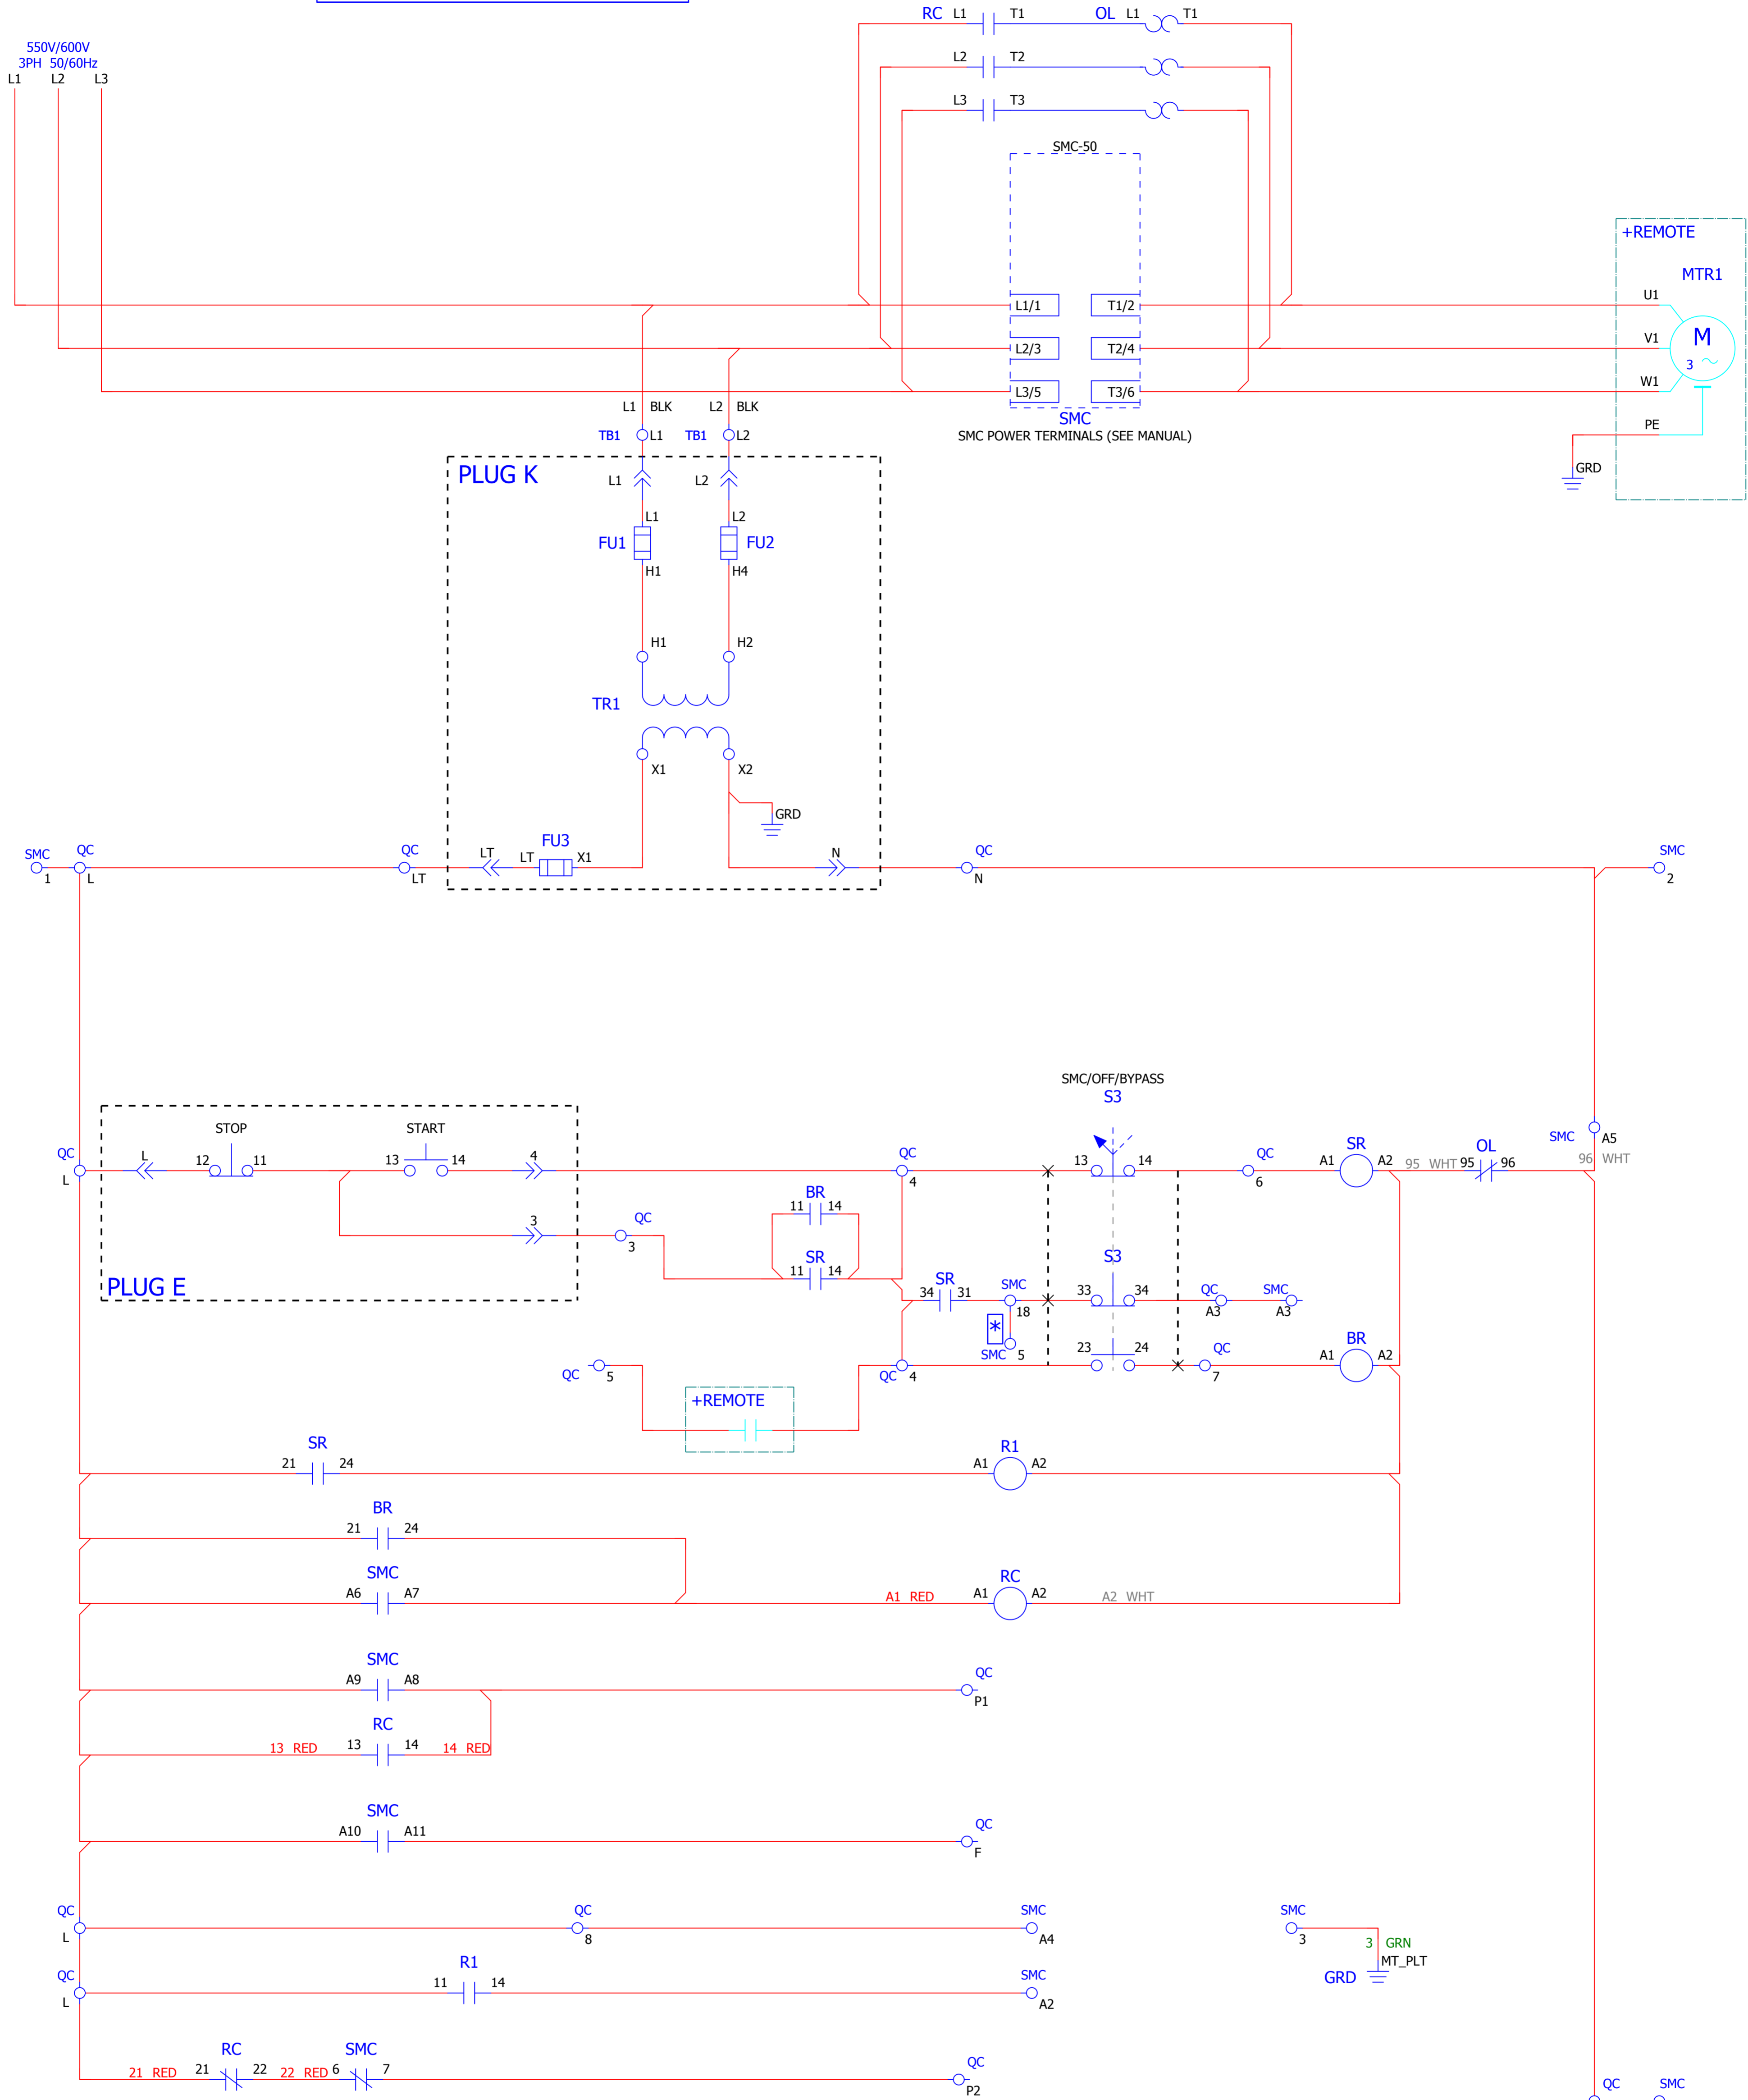 RC L1 T1 OL L1 T1
550V/600V
3PH 50/60Hz
L1 L2 L3
L2 T2
L3 T3
SMC-50
+REMOTE
MTR1
L1/1 T1/2 U1
M
3
L2/3 T2/4 V1
L3/5 T3/6 W1
L1 BLK L2 BLK
SMC
SMC POWER TERMINALS (SEE MANUAL)
PE
GRD
TB1 L1 TB1 L2
PLUG K
L1 L2
L1 L2
FU1 FU2
H1 H4
H1 H2
TR1
X1 X2
GRD
SMC QC QC FU3 QC SMC
1 L LT LT LT X1 N N 2
SMC/OFF/BYPASS
S3
STOP START
SMC A5
QC L 12 11 13 14 4 QC 13 14 QC SR OL
L 4 6 A1 A2 95 WHT 95 96 96 WHT
BR
11 14
3 QC
3
SR
11 14
S3
PLUG E
SR SMC QC SMC
34 31 18 33 34 A3 A3
*
SMC 5
23 24 QC BR
QC 5 QC 4 7 A1 A2
+REMOTE
SR R1
21 24 A1 A2
BR
21 24
SMC RC
A6 A7 A1 RED A1 A2 A2 WHT
SMC QC
A9 A8 P1
RC
13 RED 13 14 14 RED
SMC QC
A10 A11 F
QC QC SMC SMC
L 8 A4 3
3 GRN
MT_PLT
GRD
QC R1 SMC
L 11 14 A2
RC SMC QC
21 RED 21 22 22 RED 6 7 P2
QC SMC